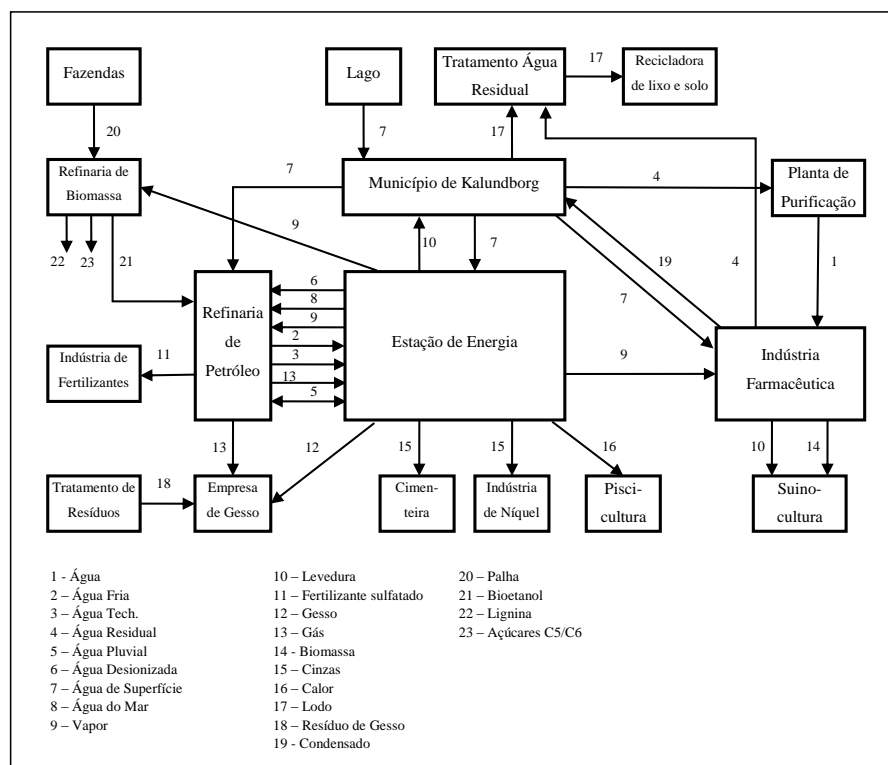 Fazendas
Lago
Tratamento Água
Residual
17
Recicladora
de lixo e solo
20
7
17
Refinaria de
Biomassa
7
Município de Kalundborg
4
Planta de
Purificação
9
22
23
21
10
7
19
7
4
1
Refinaria
de
Petróleo
6
8
9
2
3
13
5
Estação de Energia
9
Indústria
Farmacêutica
Indústria de
Fertilizantes
11
13
12
15
15
16
10
14
Tratamento de
Resíduos
18
Empresa
de Gesso
Cimen-
teira
Indústria
de Níquel
Pisci-
cultura
Suino-
cultura
1 - Água
2 – Água Fria
3 – Água Tech.
4 – Água Residual
5 – Água Pluvial
6 – Água Desionizada
7 – Água de Superfície
8 – Água do Mar
9 – Vapor
10 – Levedura
11 – Fertilizante sulfatado
12 – Gesso
13 – Gás
14 - Biomassa
15 – Cinzas
16 – Calor
17 – Lodo
18 – Resíduo de Gesso
19 - Condensado
20 – Palha
21 – Bioetanol
22 – Lignina
23 – Açúcares C5/C6